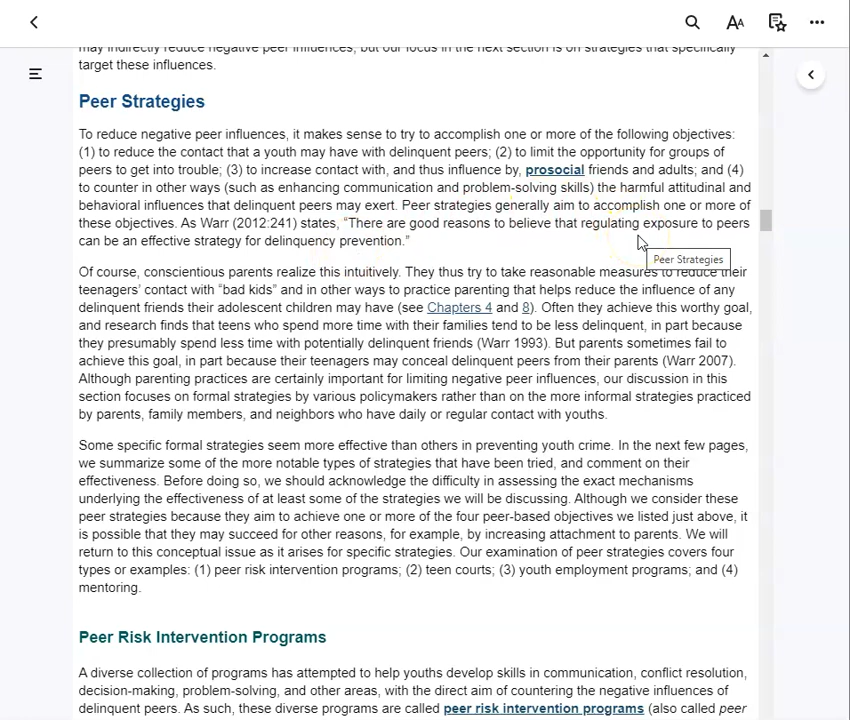 may indirectly reduce negative peer influences, but our focus in the next section is on strategies that specifically
target these influences.
Peer Strategies
To reduce negative peer influences, it makes sense to try to accomplish one or more of the following objectives:
(1) to reduce the contact that a youth may have with delinquent peers; (2) to limit the opportunity for groups of
peers to get into trouble; (3) to increase contact with, and thus influence by, prosocial friends and adults; and (4)
to counter in other ways (such as enhancing communication and problem-solving skills) the harmful attitudinal and
behavioral influences that delinquent peers may exert. Peer strategies generally aim to accomplish one or more of
these objectives. As Warr (2012:241) states, “There are good reasons to believe that regulating exposure to peers
can be an effective strategy for delinquency prevention.”
Peer Strategies
Of course, conscientious parents realize this intuitively. They thus try to take reasonable measures to reduce their
teenagers’ contact with “bad kids” and in other ways to practice parenting that helps reduce the influence of any
delinquent friends their adolescent children may have (see Chapters 4 and 8). Often they achieve this worthy goal,
and research finds that teens who spend more time with their families tend to be less delinquent, in part because
they presumably spend less time with potentially delinquent friends (Warr 1993). But parents sometimes fail to
achieve this goal, in part because their teenagers may conceal delinquent peers from their parents (Warr 2007).
Although parenting practices are certainly important for limiting negative peer influences, our discussion in this
section focuses on formal strategies by various policymakers rather than on the more informal strategies practiced
by parents, family members, and neighbors who have daily or regular contact with youths.
Some specific formal strategies seem more effective than others in preventing youth crime. In the next few pages,
we summarize some of the more notable types of strategies that have been tried, and comment on their
effectiveness. Before doing so, we should acknowledge the difficulty in assessing the exact mechanisms
underlying the effectiveness of at least some of the strategies we will be discussing. Although we consider these
peer strategies because they aim to achieve one or more of the four peer-based objectives we listed just above, it
is possible that they may succeed for other reasons, for example, by increasing attachment to parents. We will
return to this conceptual issue as it arises for specific strategies. Our examination of peer strategies covers four
types or examples: (1) peer risk intervention programs; (2) teen courts; (3) youth employment programs; and (4)
mentoring.
Peer Risk Intervention Programs
A diverse collection of programs has attempted to help youths develop skills in communication, conflict resolution,
decision-making, problem-solving, and other areas, with the direct aim of countering the negative influences of
delinquent peers. As such, these diverse programs are called peer risk intervention programs (also called peer